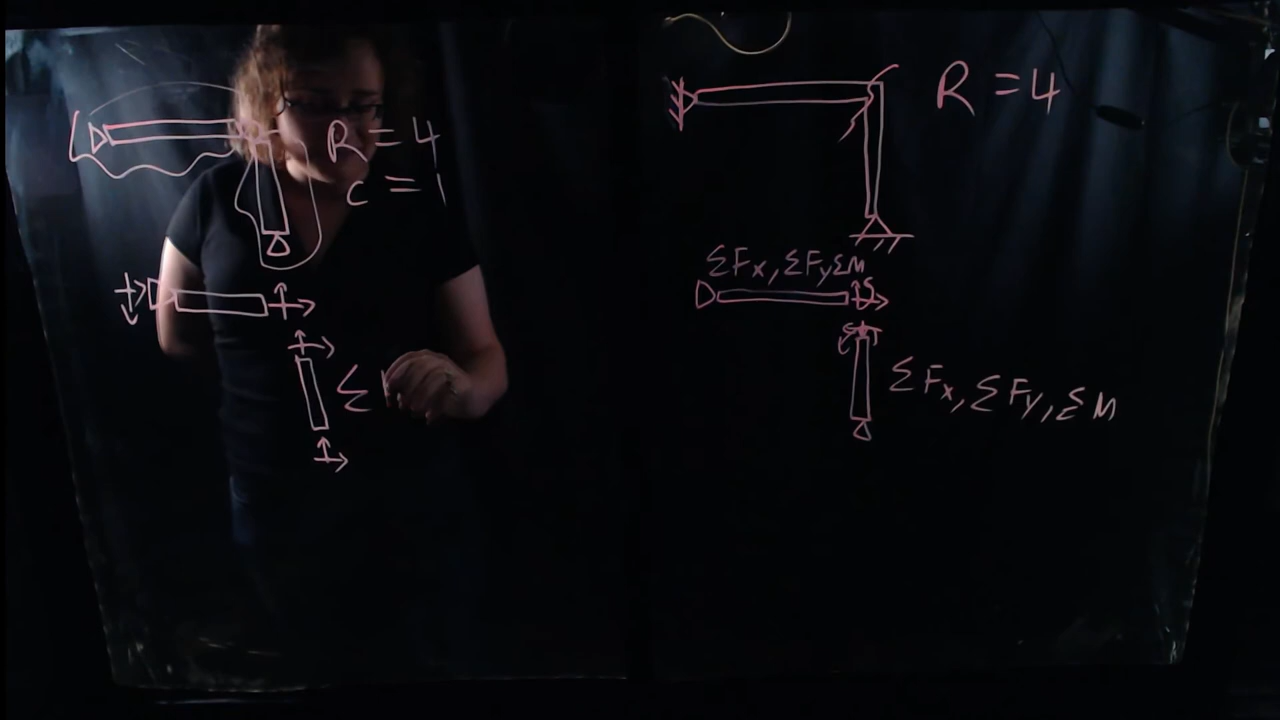 R = 4
c = 1
Σ
R = 4
ΣFx, ΣFy ΣM
ΣFx, ΣFy, ΣM